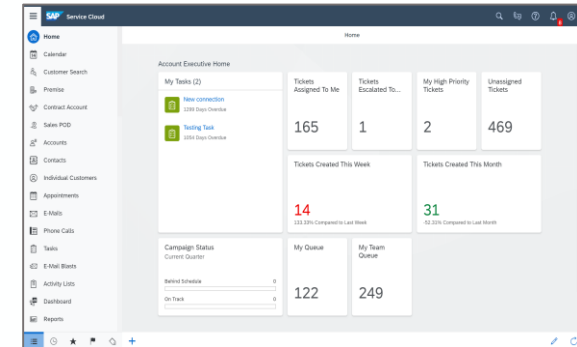 SAP Service Cloud
Home
Home
Calendar
Customer Search
Premise
Contract Account
Sales POD
Accounts
Contacts
Individual Customers
Appointments
E-Mails
Phone Calls
Tasks
E-Mail Blasts
Activity Lists
Dashboard
Reports
Account Executive Home
My Tasks (2)
New connection
1289 Days Overdue
Testing Task
1054 Days Overdue
Tickets
Assigned To Me
165
Tickets
Escalated To...
1
My High Priority
Tickets
2
Unassigned
Tickets
469
Tickets Created This Week
14
133.33% Compared to Last Week
Tickets Created This Month
31
-52.31% Compared to Last Month
Campaign Status
Current Quarter
Behind Schedule 0
On Track 0
My Queue
122
My Team
Queue
249